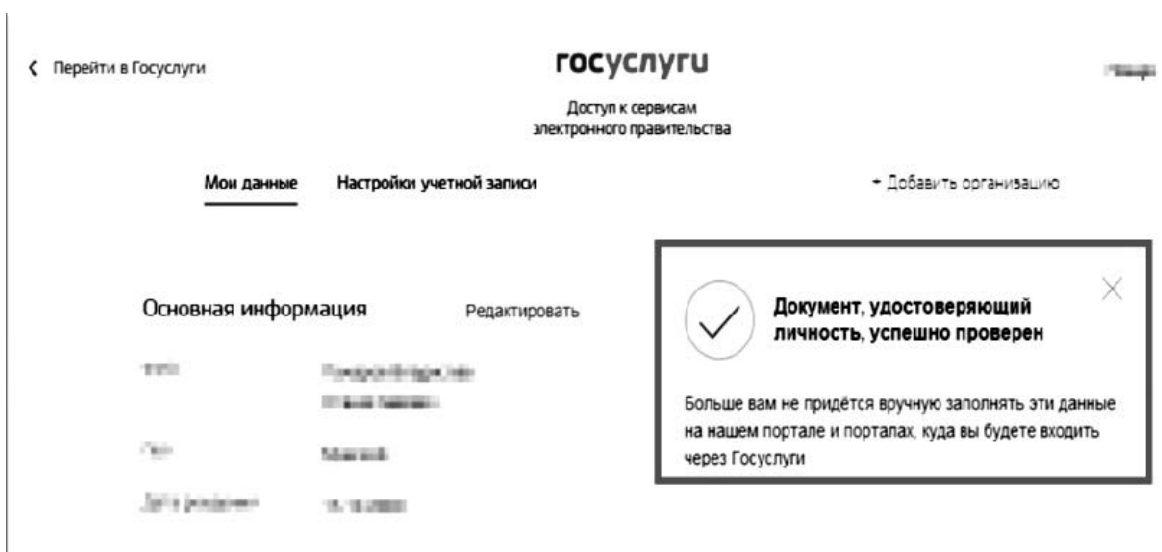 Перейти в Госуслуги
госуслуги
Доступ к сервисам
электронного правительства
Мои данные
Настройки учетной записи
+ Добавить организацию
Основная информация
Редактировать
Документ, удостоверяющий
личность, успешно проверен
Больше вам не придётся вручную заполнять эти данные
на нашем портале и порталах, куда вы будете входить
через Госуслуги